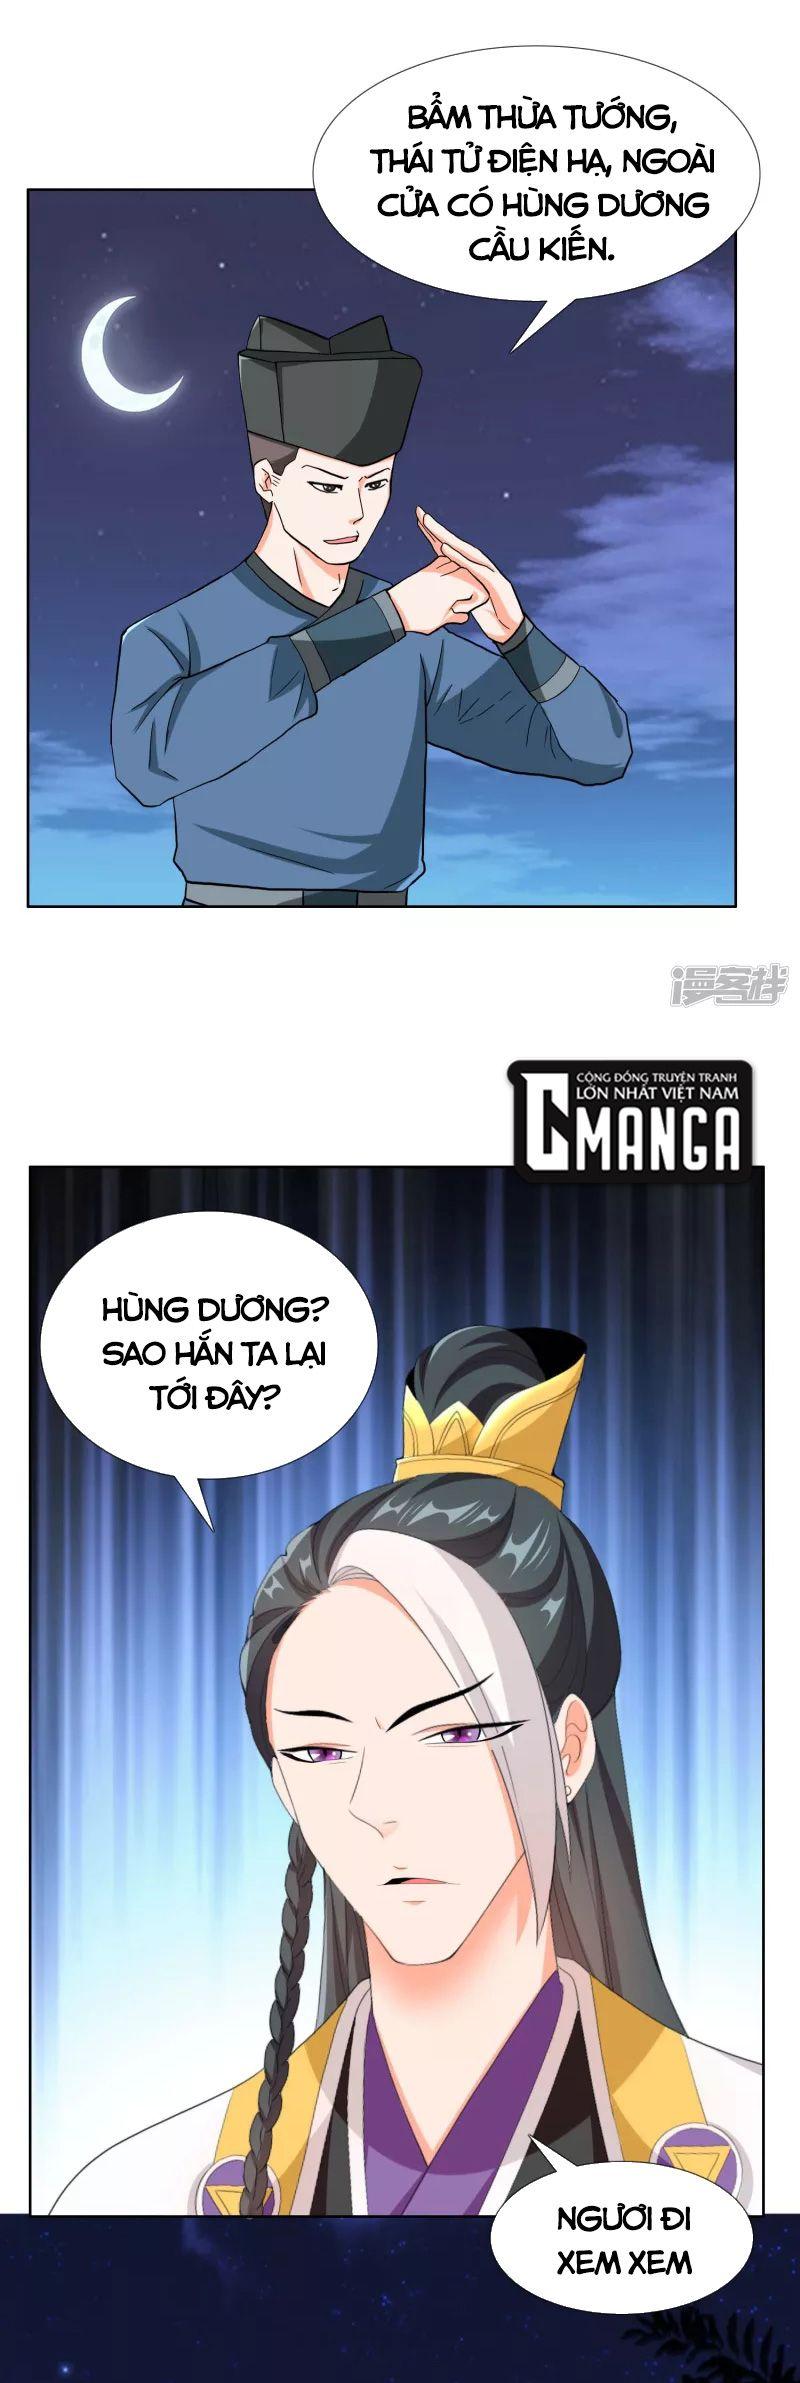 BẨM THỪA TƯỚNG,
THÁI TỬ ĐIỆN HẠ, NGOÀI
CỬA CÓ HÙNG DƯƠNG
CẦU KIẾN.
漫客栈
CỘNG ĐỒNG TRUYỆN TRANH
LỚN NHẤT VIỆT NAM
CMANGA
HÙNG DƯƠNG?
SAO HẮN TA LẠI
TỚI ĐÂY?
NGƯƠI ĐI
XEM XEM